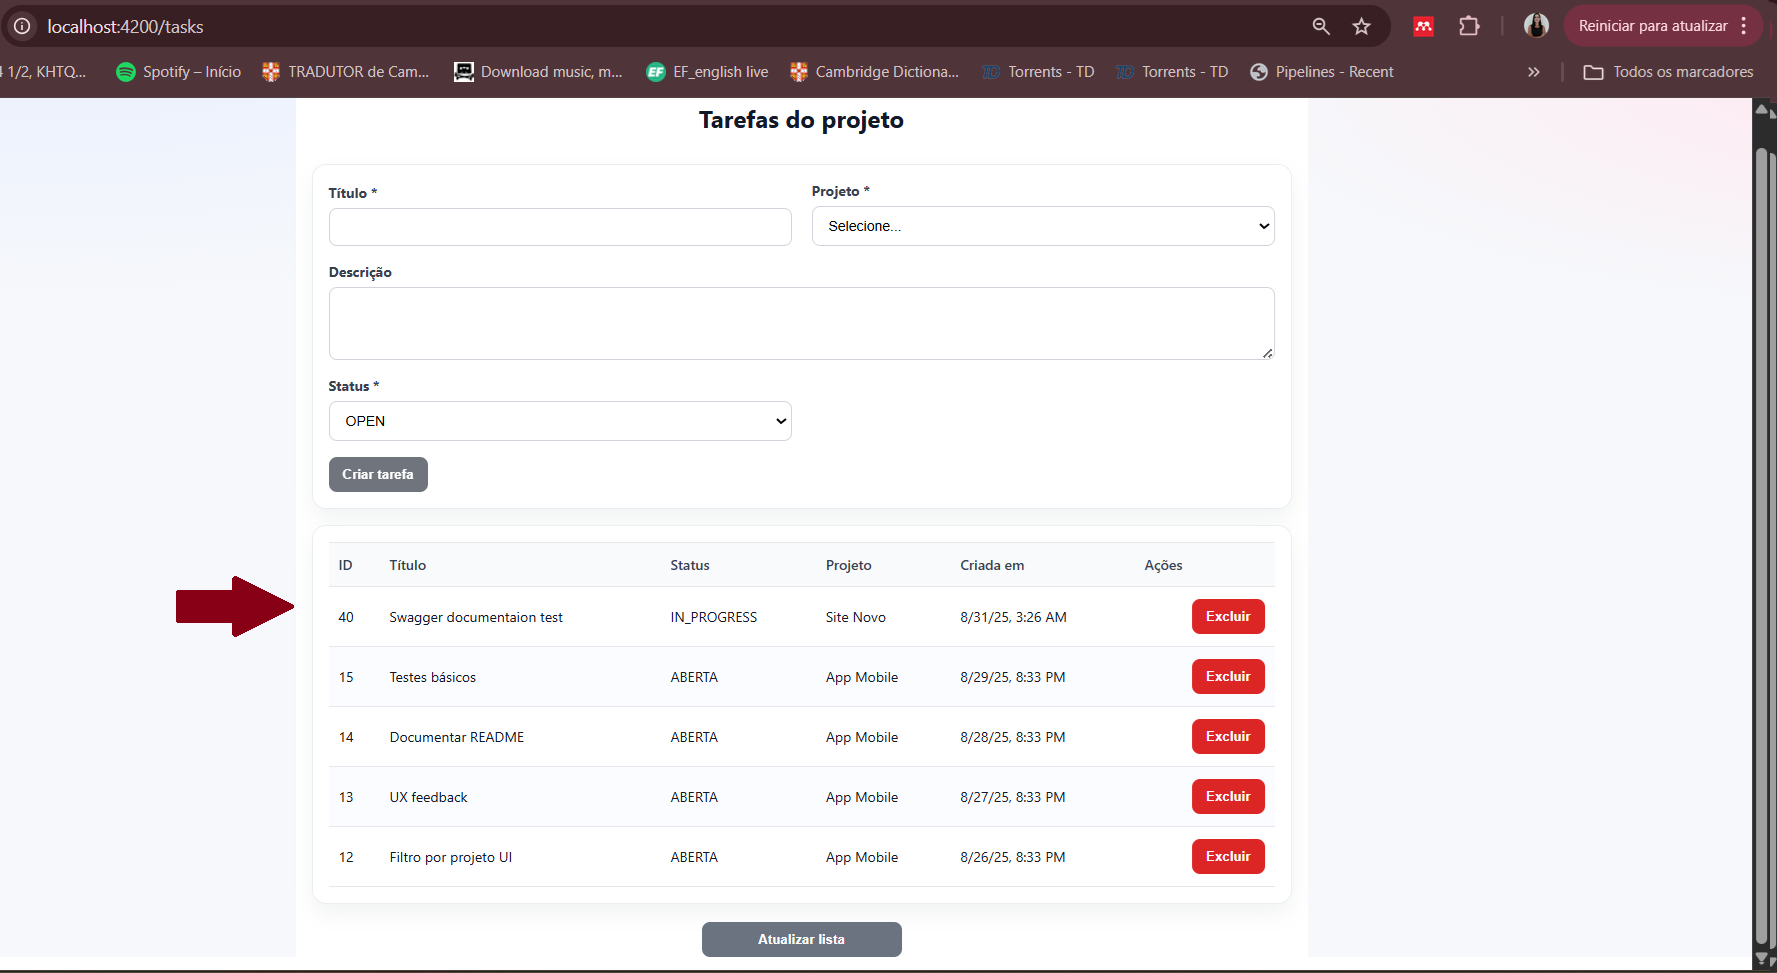 localhost:4200/tasks
Reiniciar para atualizar
1/2, KHTQ...
Spotify – Início
TRADUTOR de Cam...
Download music, m...
EF EF_english live
Cambridge Dictiona...
TD Torrents - TD
TD Torrents - TD
Pipelines - Recent
Todos os marcadores
Tarefas do projeto
Título *
Projeto *
Selecione...
Descrição
Status *
OPEN
Criar tarefa
ID Título Status Projeto Criada em Ações
40 Swagger documentaion test IN_PROGRESS Site Novo 8/31/25, 3:26 AM Excluir
15 Testes básicos ABERTA App Mobile 8/29/25, 8:33 PM Excluir
14 Documentar README ABERTA App Mobile 8/28/25, 8:33 PM Excluir
13 UX feedback ABERTA App Mobile 8/27/25, 8:33 PM Excluir
12 Filtro por projeto UI ABERTA App Mobile 8/26/25, 8:33 PM Excluir
Atualizar lista